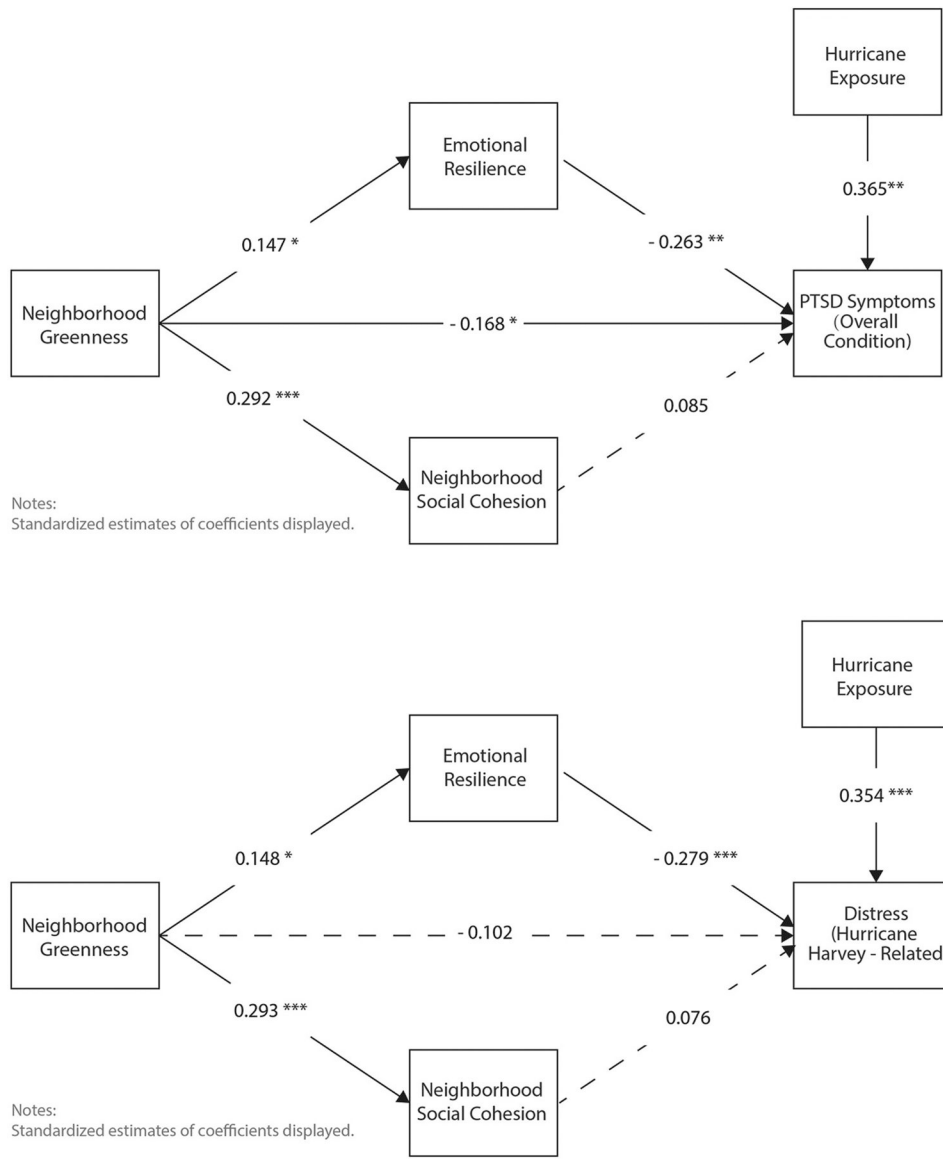 Hurricane
Exposure
Emotional
Resilience
0.365**
0.147 *
- 0.263 **
Neighborhood
Greenness
- 0.168 *
PTSD Symptoms
(Overall
Condition)
0.292 ***
0.085
Neighborhood
Social Cohesion
Notes:
Standardized estimates of coefficients displayed.
Hurricane
Exposure
Emotional
Resilience
0.354 ***
0.148 *
- 0.279 ***
Neighborhood
Greenness
- 0.102
Distress
(Hurricane
Harvey - Related
0.293 ***
0.076
Neighborhood
Social Cohesion
Notes:
Standardized estimates of coefficients displayed.